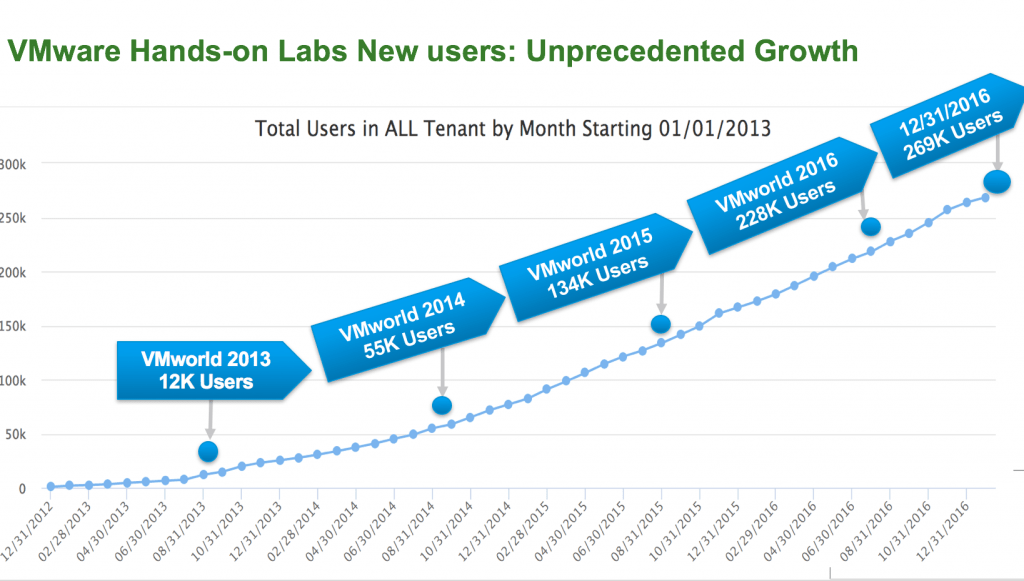 VMware Hands-on Labs New users: Unprecedented Growth
Total Users in ALL Tenant by Month Starting 01/01/2013
12/31/2016
269K Users
VMworld 2016
228K Users
VMworld 2015
134K Users
VMworld 2014
55K Users
VMworld 2013
12K Users
300k
250k
200k
150k
100k
50k
0
12/31/2012
02/28/2013
04/30/2013
06/30/2013
08/31/2013
10/31/2013
12/31/2013
02/28/2014
04/30/2014
06/30/2014
08/31/2014
10/31/2014
12/31/2014
02/28/2015
04/30/2015
06/30/2015
08/31/2015
10/31/2015
12/31/2015
02/29/2016
04/30/2016
06/30/2016
08/31/2016
10/31/2016
12/31/2016